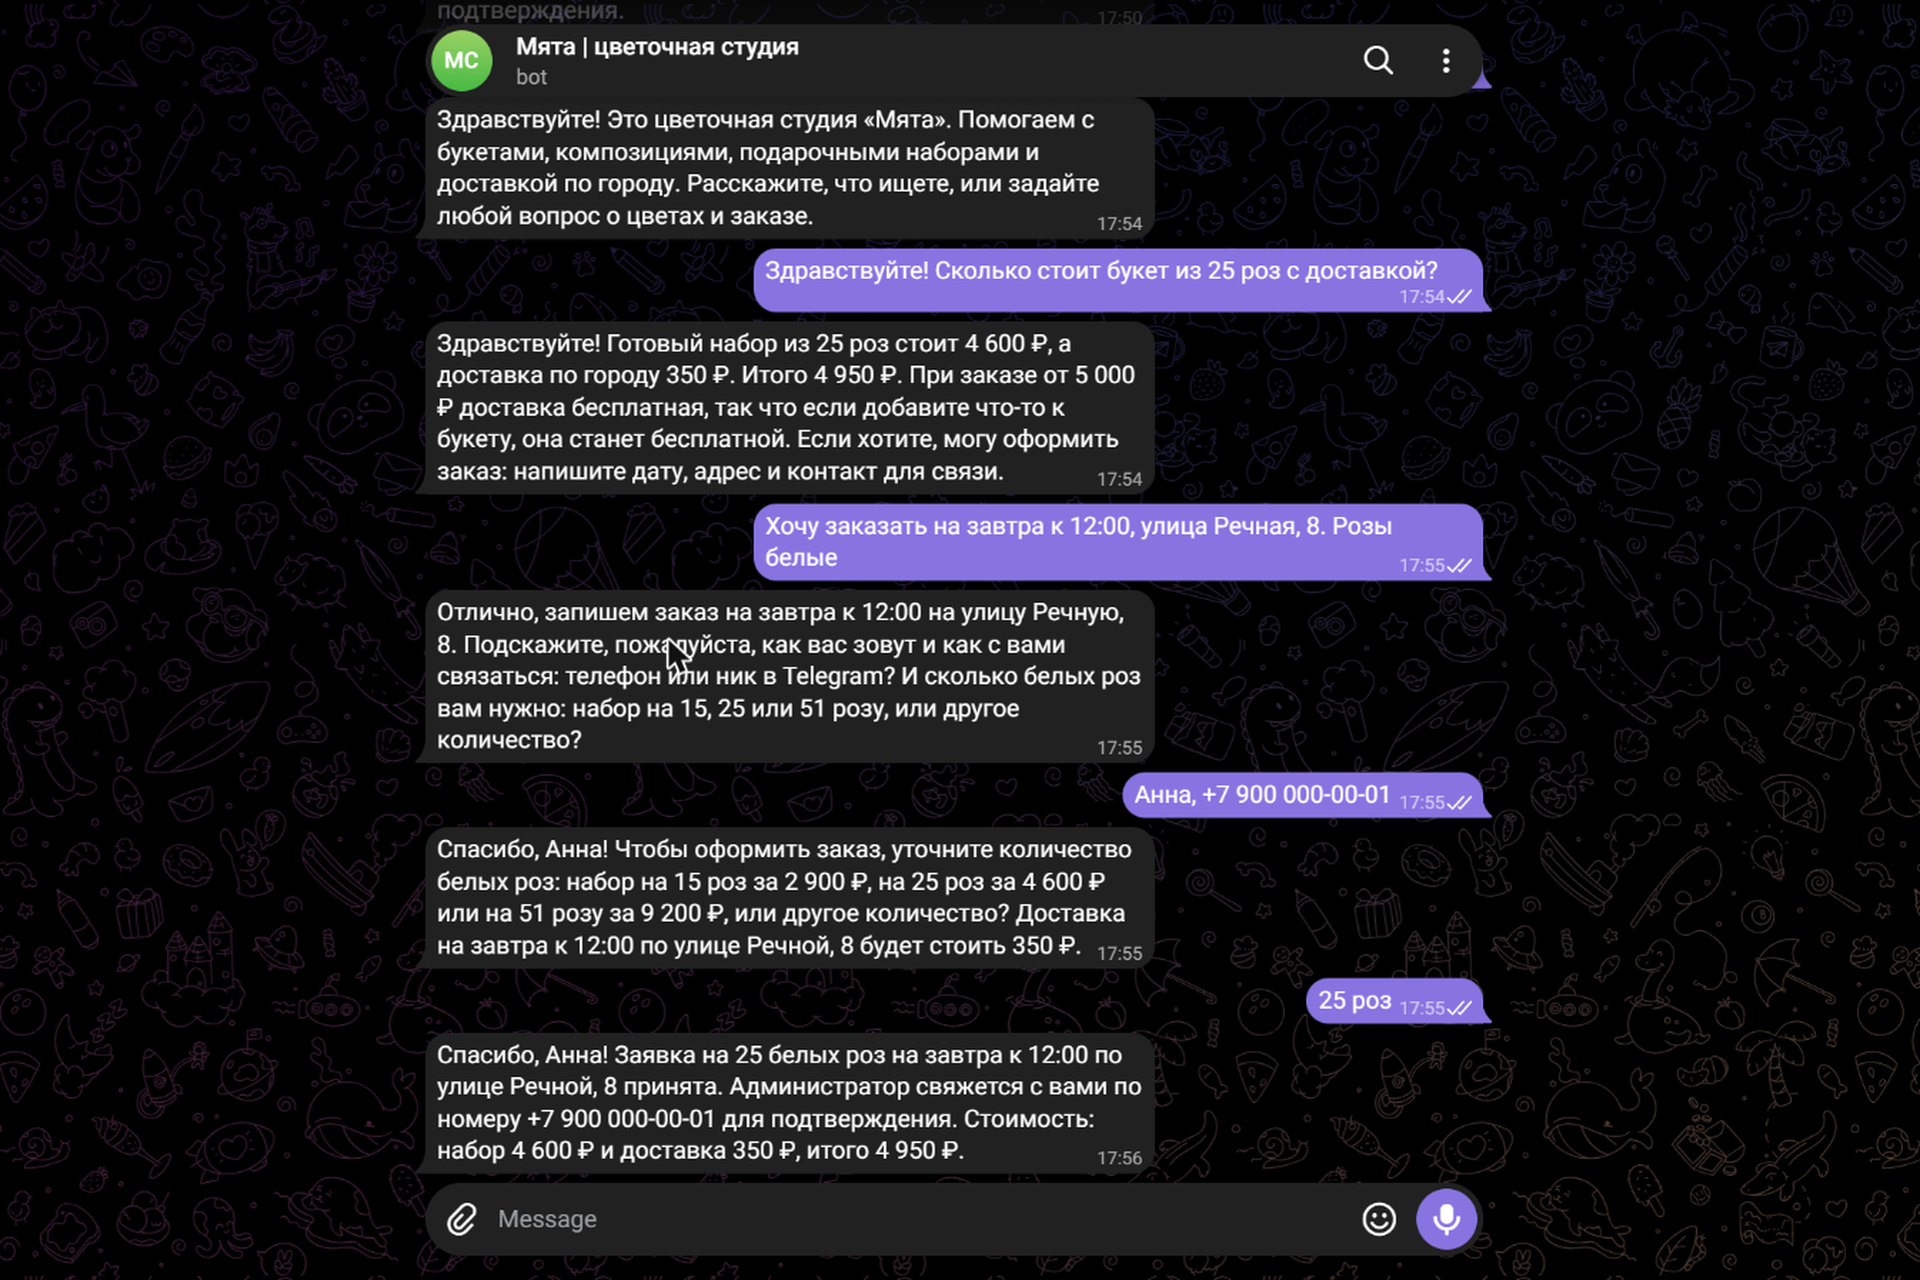 подтверждения.
17:50
МС
Мята | цветочная студия
bot
Здравствуйте! Это цветочная студия «Мята». Помогаем с
букетами, композициями, подарочными наборами и
доставкой по городу. Расскажите, что ищете, или задайте
любой вопрос о цветах и заказе.
17:54
Здравствуйте! Сколько стоит букет из 25 роз с доставкой?
17:54
Здравствуйте! Готовый набор из 25 роз стоит 4 600 ₽, а
доставка по городу 350 ₽. Итого 4 950 ₽. При заказе от 5 000
₽ доставка бесплатная, так что если добавите что-то к
букету, она станет бесплатной. Если хотите, могу оформить
заказ: напишите дату, адрес и контакт для связи.
17:54
Хочу заказать на завтра к 12:00, улица Речная, 8. Розы
белые
17:55
Отлично, запишем заказ на завтра к 12:00 на улицу Речную,
8. Подскажите, пожалуйста, как вас зовут и как с вами
связаться: телефон или ник в Telegram? И сколько белых роз
вам нужно: набор на 15, 25 или 51 розу, или другое
количество?
17:55
Анна, +7 900 000-00-01
17:55
Спасибо, Анна! Чтобы оформить заказ, уточните количество
белых роз: набор на 15 роз за 2 900 ₽, на 25 роз за 4 600 ₽
или на 51 розу за 9 200 ₽, или другое количество? Доставка
на завтра к 12:00 по улице Речной, 8 будет стоить 350 ₽.
17:55
25 роз
17:55
Спасибо, Анна! Заявка на 25 белых роз на завтра к 12:00 по
улице Речной, 8 принята. Администратор свяжется с вами по
номеру +7 900 000-00-01 для подтверждения. Стоимость:
набор 4 600 ₽ и доставка 350 ₽, итого 4 950 ₽.
17:56
Message